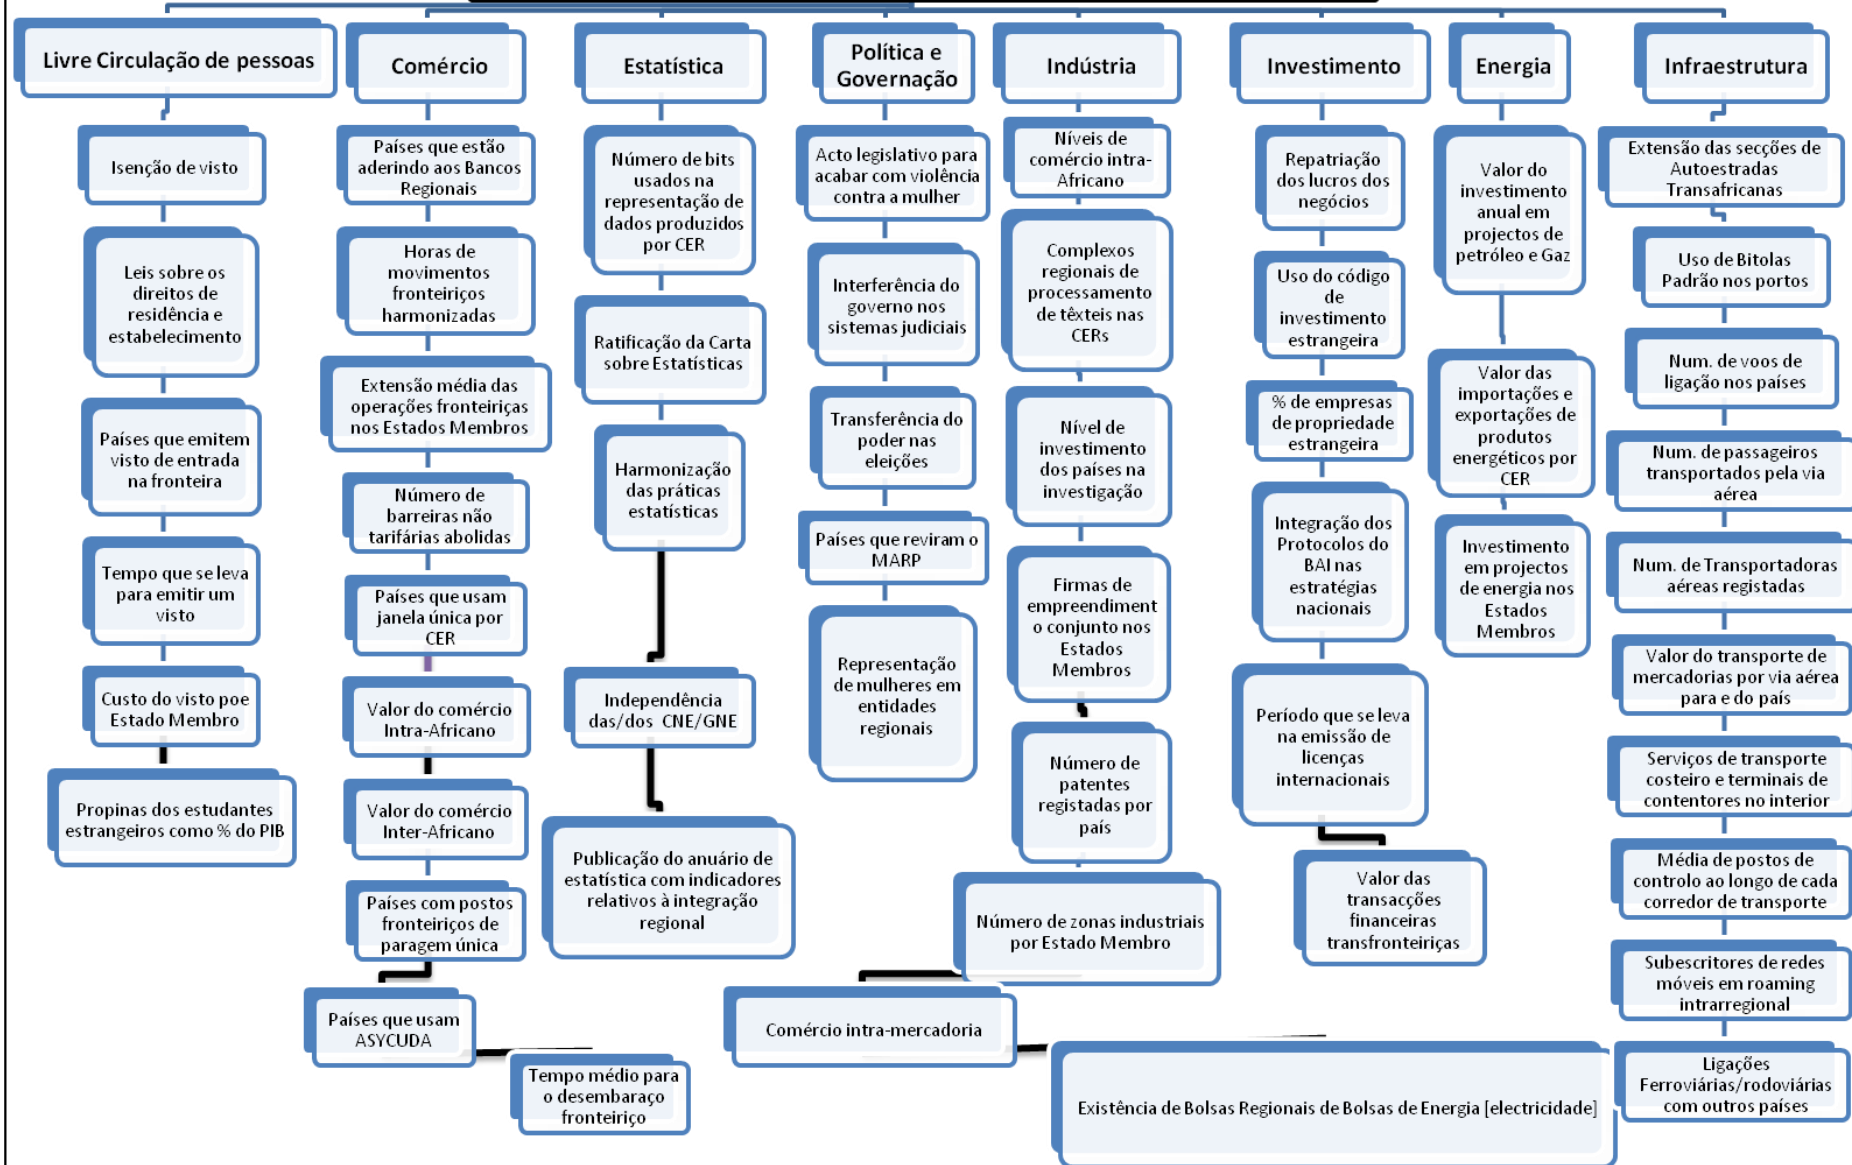 Livre Circulação de pessoas
Isenção de visto
Leis sobre os
direitos de
residência e
estabelecimento
Países que emitem
visto de entrada
na fronteira
Tempo que se leva
para emitir um
visto
Custo do visto poe
Estado Membro
Propinas dos estudantes
estrangeiros como % do PIB
Comércio
Países que estão
aderindo aos Bancos
Regionais
Horas de
movimentos
fronteiriços
harmonizadas
Extensão média das
operações fronteiriças
nos Estados Membros
Número de
barreiras não
tarifárias abolidas
Países que usam
janela única por
CER
Valor do comércio
Intra-Africano
Valor do comércio
Inter-Africano
Países com postos
fronteiriços de
paragem única
Países que usam
ASYCUDA
Tempo médio para
o desembaraço
fronteiriço
Estatística
Número de bits
usados na
representação de
dados produzidos
por CER
Ratificação da Carta
sobre Estatísticas
Harmonização
das práticas
estatísticas
Independência
das/dos CNE/GNE
Publicação do anuário de
estatística com indicadores
relativos à integração
regional
Política e
Governação
Acto legislativo para
acabar com violência
contra a mulher
Interferência do
governo nos
sistemas judiciais
Transferência do
poder nas
eleições
Países que reviram o
MARP
Representação
de mulheres em
entidades
regionais
Indústria
Níveis de
comércio intra-
Africano
Complexos
regionais de
processamento
de têxteis nas
CERs
Nível de
investimento
dos países na
investigação
Firmas de
empreendiment
o conjunto nos
Estados
Membros
Número de
patentes
registadas por
país
Número de zonas industriais
por Estado Membro
Comércio intra-mercadoria
Investimento
Repatriação
dos lucros dos
negócios
Uso do código
de
investimento
estrangeira
% de empresas
de propriedade
estrangeira
Integração dos
Protocolos do
BAI nas
estratégias
nacionais
Período que se leva
na emissão de
licenças
internacionais
Valor das
transacções
financeiras
transfronteiriças
Energia
Valor do
investimento
anual em
projectos de
petróleo e Gaz
Valor das
importações e
exportações de
produtos
energéticos por
CER
Investimento
em projectos
de energia nos
Estados
Membros
Existência de Bolsas Regionais de Bolsas de Energia [electricidade]
Infraestrutura
Extensão das secções de
Autoestradas
Transafricanas
Uso de Bitolas
Padrão nos portos
Num. de voos de
ligação nos países
Num. de passageiros
transportados pela via
aérea
Num. de Transportadoras
aéreas registadas
Valor do transporte de
mercadorias por via aérea
para e do país
Serviços de transporte
costeiro e terminais de
contentores no interior
Média de postos de
controlo ao longo de cada
corredor de transporte
Subescritores de redes
móveis em roaming
intrarregional
Ligações
Ferroviárias/rodoviárias
com outros países